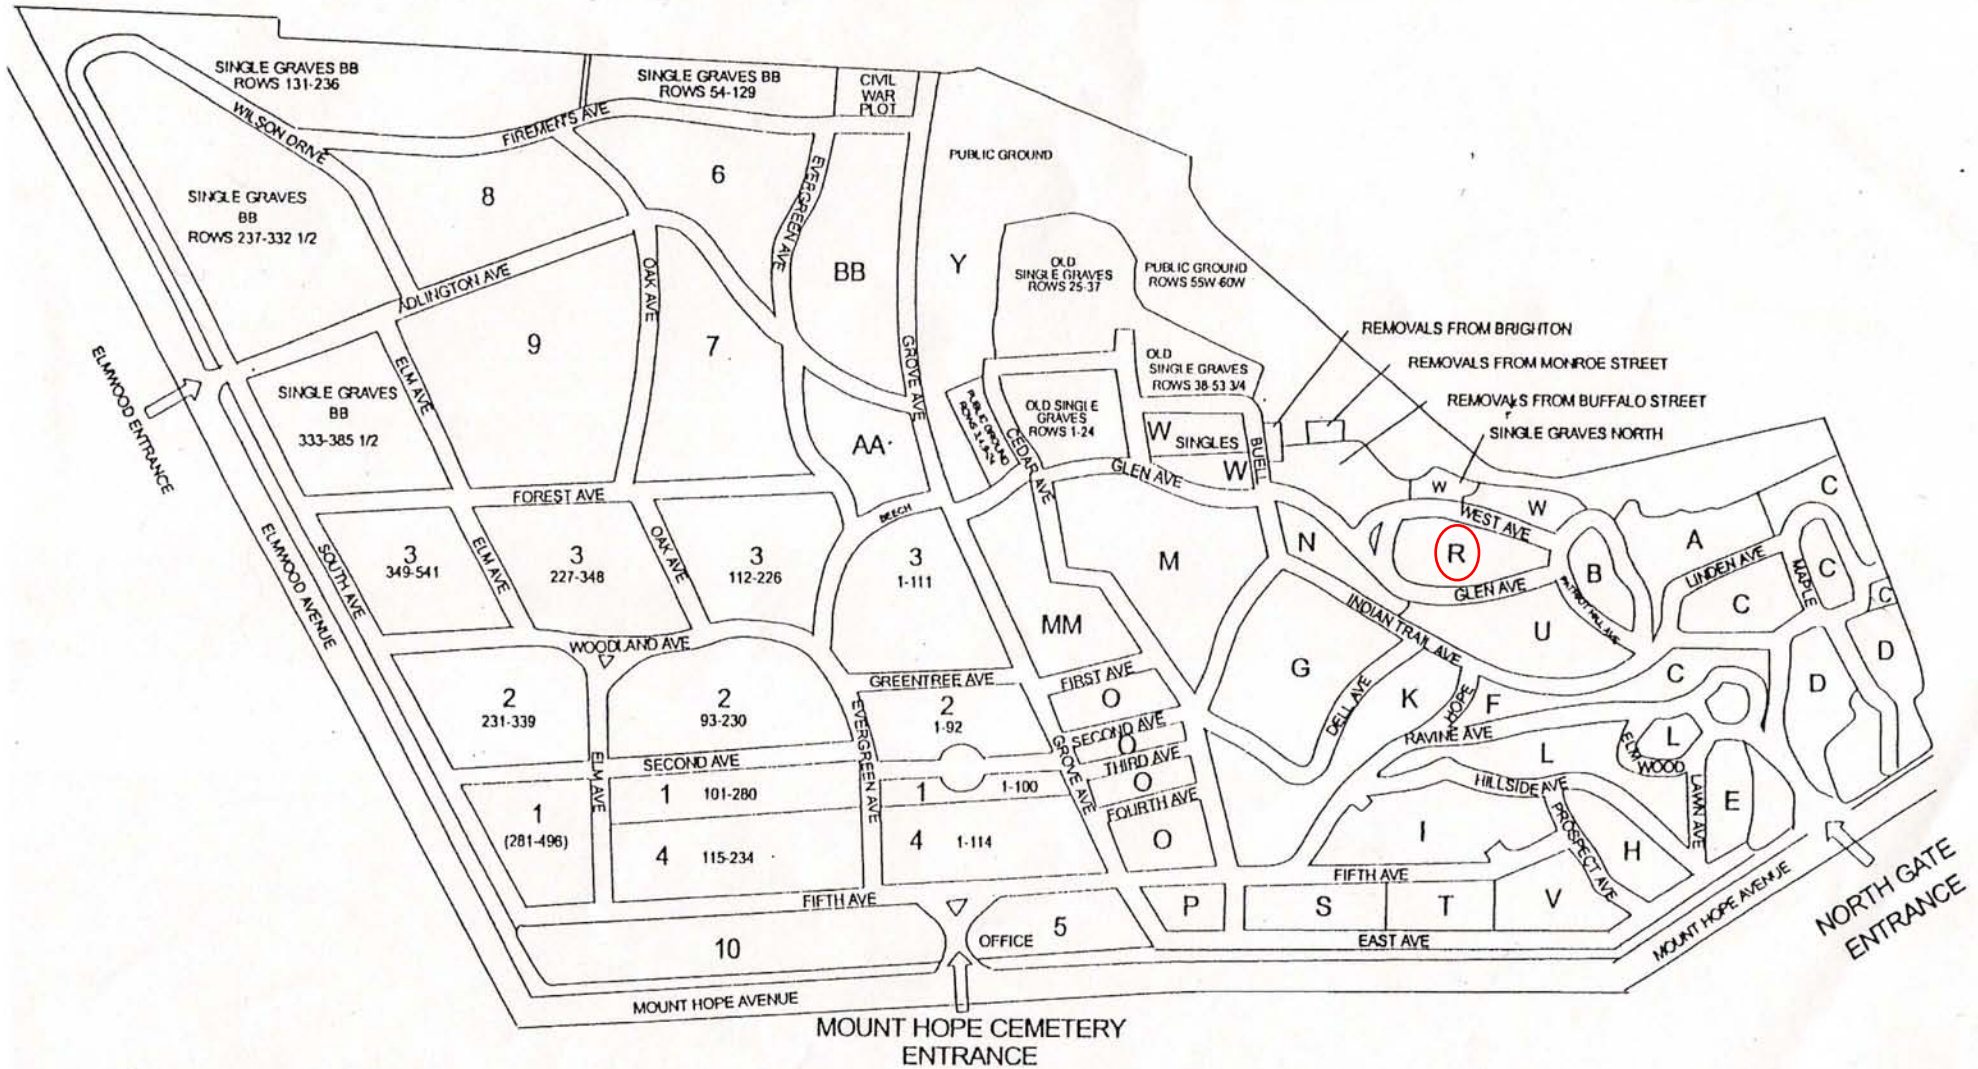 SINGLE GRAVES BB
ROWS 131-236
SINGLE GRAVES BB
ROWS 54-129
CIVIL
WAR
PLOT
WILSON DRIVE
FIREMEN'S AVE
PUBLIC GROUND
8
6
EVERGREEN AVE
SINGLE GRAVES
BB
ROWS 237-332 1/2
BB
Y
OLD
SINGLE GRAVES
ROWS 25-37
PUBLIC GROUND
ROWS 55W-60W
ADLINGTON AVE
OAK AVE
9
7
GROVE AVE
ELM AVE
ELMWOOD ENTRANCE
SINGLE GRAVES
BB
333-385 1/2
OLD
SINGLE GRAVES
ROWS 38-53 3/4
REMOVALS FROM BRIGHTON
REMOVALS FROM MONROE STREET
REMOVALS FROM BUFFALO STREET
SINGLE GRAVES NORTH
PUBLIC GROUND
OLD SINGLE
GRAVES
ROWS 1-24
CEDAR AVE
AA
W
SINGLES
W
BUELL
GLEN AVE
W
W
WEST AVE
FOREST AVE
BEECH
3
349-541
ELM AVE
3
227-348
OAK AVE
3
112-226
3
1-111
M
N
R
B
A
C
LINDEN AVE
MAPLE
C
C
C
GLEN AVE
PATRIOT HILL AVE
ELMWOOD AVENUE
SOUTH AVE
WOODLAND AVE
MM
INDIAN TRAIL AVE
U
G
DELL AVE
K
HOPE
F
C
D
D
GREENTREE AVE
FIRST AVE
2
231-339
2
93-230
2
1-92
O
SECOND AVE
O
THIRD AVE
O
FOURTH AVE
O
EVERGREEN AVE
GROVE AVE
RAVINE AVE
L
L
ELM
WOOD
HILLSIDE AVE
LAWN AVE
E
SECOND AVE
ELM AVE
1
(281-496)
1
101-280
1
1-100
4
115-234
4
1-114
I
PROSPECT AVE
H
FIFTH AVE
FIFTH AVE
10
OFFICE
5
P
S
T
V
EAST AVE
MOUNT HOPE AVENUE
MOUNT HOPE AVENUE
NORTH GATE
ENTRANCE
MOUNT HOPE CEMETERY
ENTRANCE